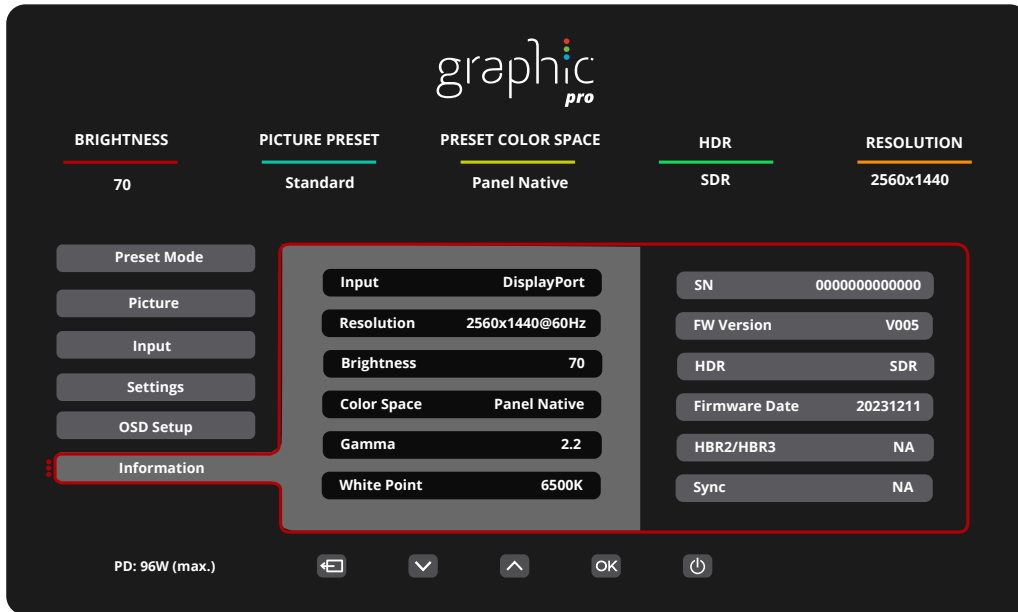 graphic
pro
BRIGHTNESS PICTURE PRESET PRESET COLOR SPACE HDR RESOLUTION
70 Standard Panel Native SDR 2560x1440
Preset Mode
Picture
Input
Settings
OSD Setup
Information
Input DisplayPort
Resolution 2560x1440@60Hz
Brightness 70
Color Space Panel Native
Gamma 2.2
White Point 6500K
SN 0000000000000
FW Version V005
HDR SDR
Firmware Date 20231211
HBR2/HBR3 NA
Sync NA
PD: 96W (max.) OK